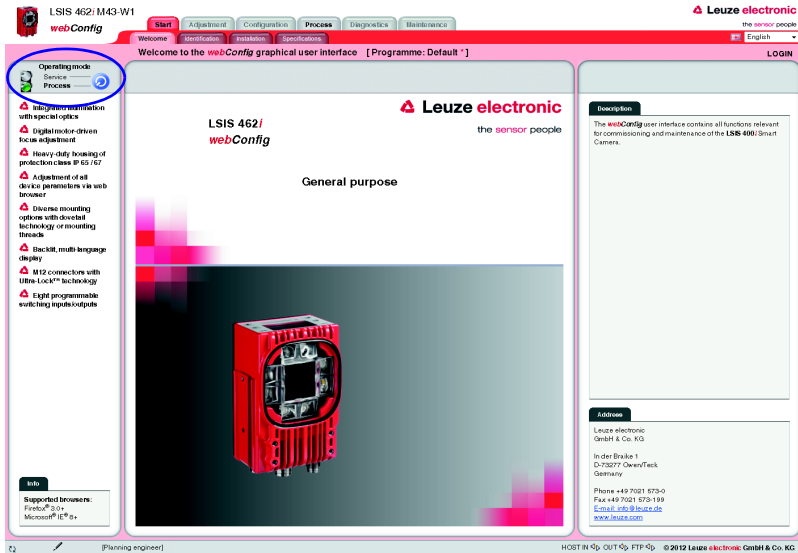 LSIS 462i M43-W1
webConfig
Start
Adjustment
Configuration
Process
Diagnostics
Maintenance
Leuze electronic
the sensor people
Welcome
Identification
Installation
Specifications
English
Welcome to the webConfig graphical user interface [ Programme: Default * ]
LOGIN
Operating mode
Service
Process
Integrated illumination
with special optics
Digital motor-driven
focus adjustment
Heavy-duty housing of
protection class IP 65 /67
Adjustment of all
device parameters via web
browser
Diverse mounting
options with dovetail
technology or mounting
threads
Backlit, multi-language
display
M12 connectors with
Ultra-Lock™ technology
Eight programmable
switching inputs/outputs
Info
Supported browsers:
Firefox® 3.0+
Microsoft® IE® 8+
Leuze electronic
the sensor people
LSIS 462i
webConfig
General purpose
Description
The webConfig user interface contains all functions relevant
for commissioning and maintenance of the LSIS 400i Smart
Camera.
Address
Leuze electronic
GmbH & Co. KG
In der Braike 1
D-73277 Owen/Teck
Germany
Phone +49 7021 573-0
Fax +49 7021 573-199
E-mail: info@leuze.de
www.leuze.com
[Planning engineer]
HOST IN OUT FTP © 2012 Leuze electronic GmbH & Co. KG